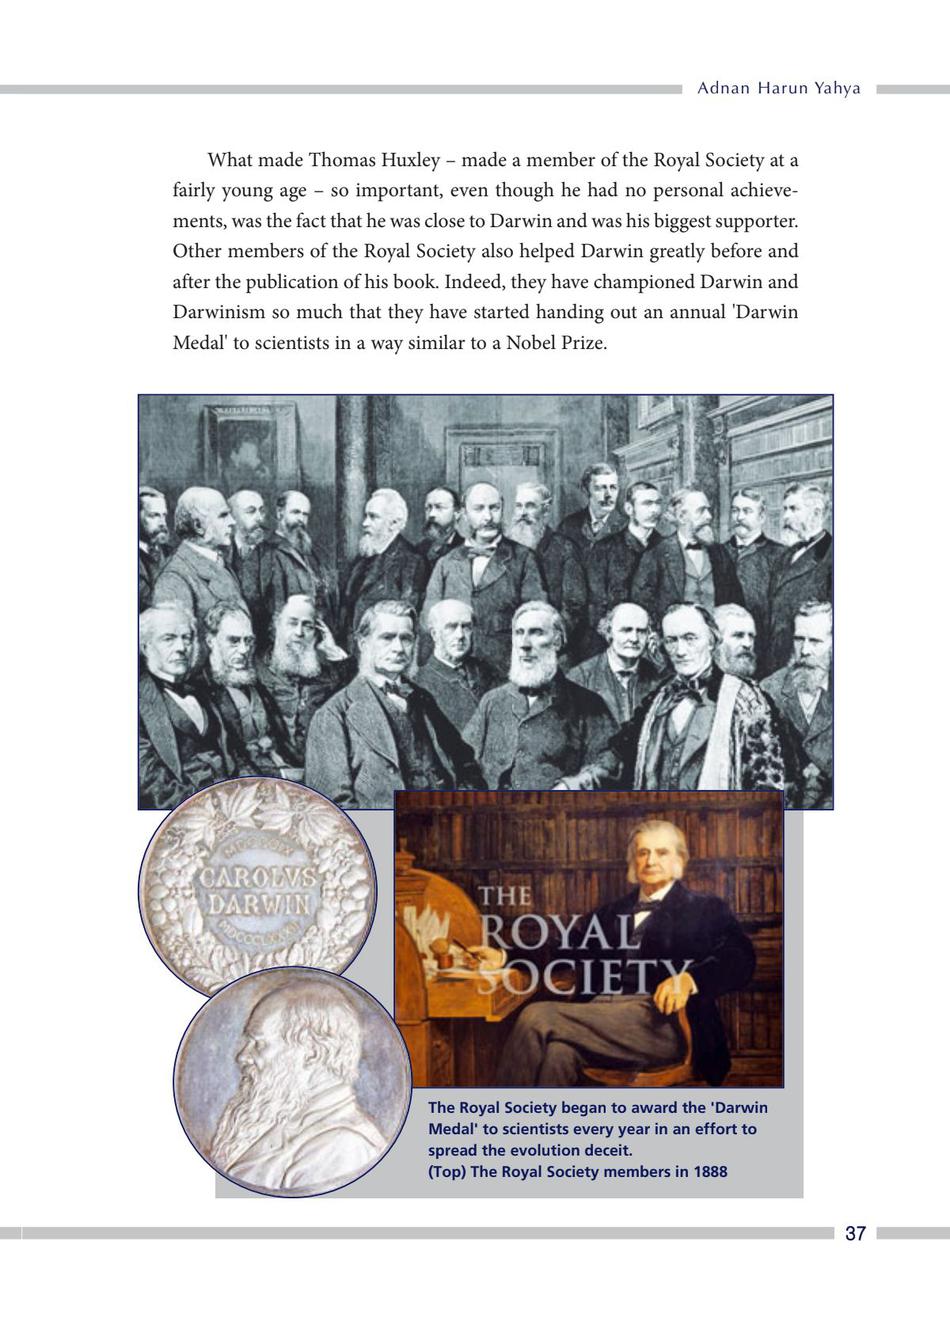 Adnan Harun Yahya
What made Thomas Huxley – made a member of the Royal Society at a
fairly young age – so important, even though he had no personal achieve-
ments, was the fact that he was close to Darwin and was his biggest supporter.
Other members of the Royal Society also helped Darwin greatly before and
after the publication of his book. Indeed, they have championed Darwin and
Darwinism so much that they have started handing out an annual 'Darwin
Medal' to scientists in a way similar to a Nobel Prize.
CAROLVS
DARWIN
THE
ROYAL
SOCIETY
The Royal Society began to award the 'Darwin
Medal' to scientists every year in an effort to
spread the evolution deceit.
(Top) The Royal Society members in 1888
37